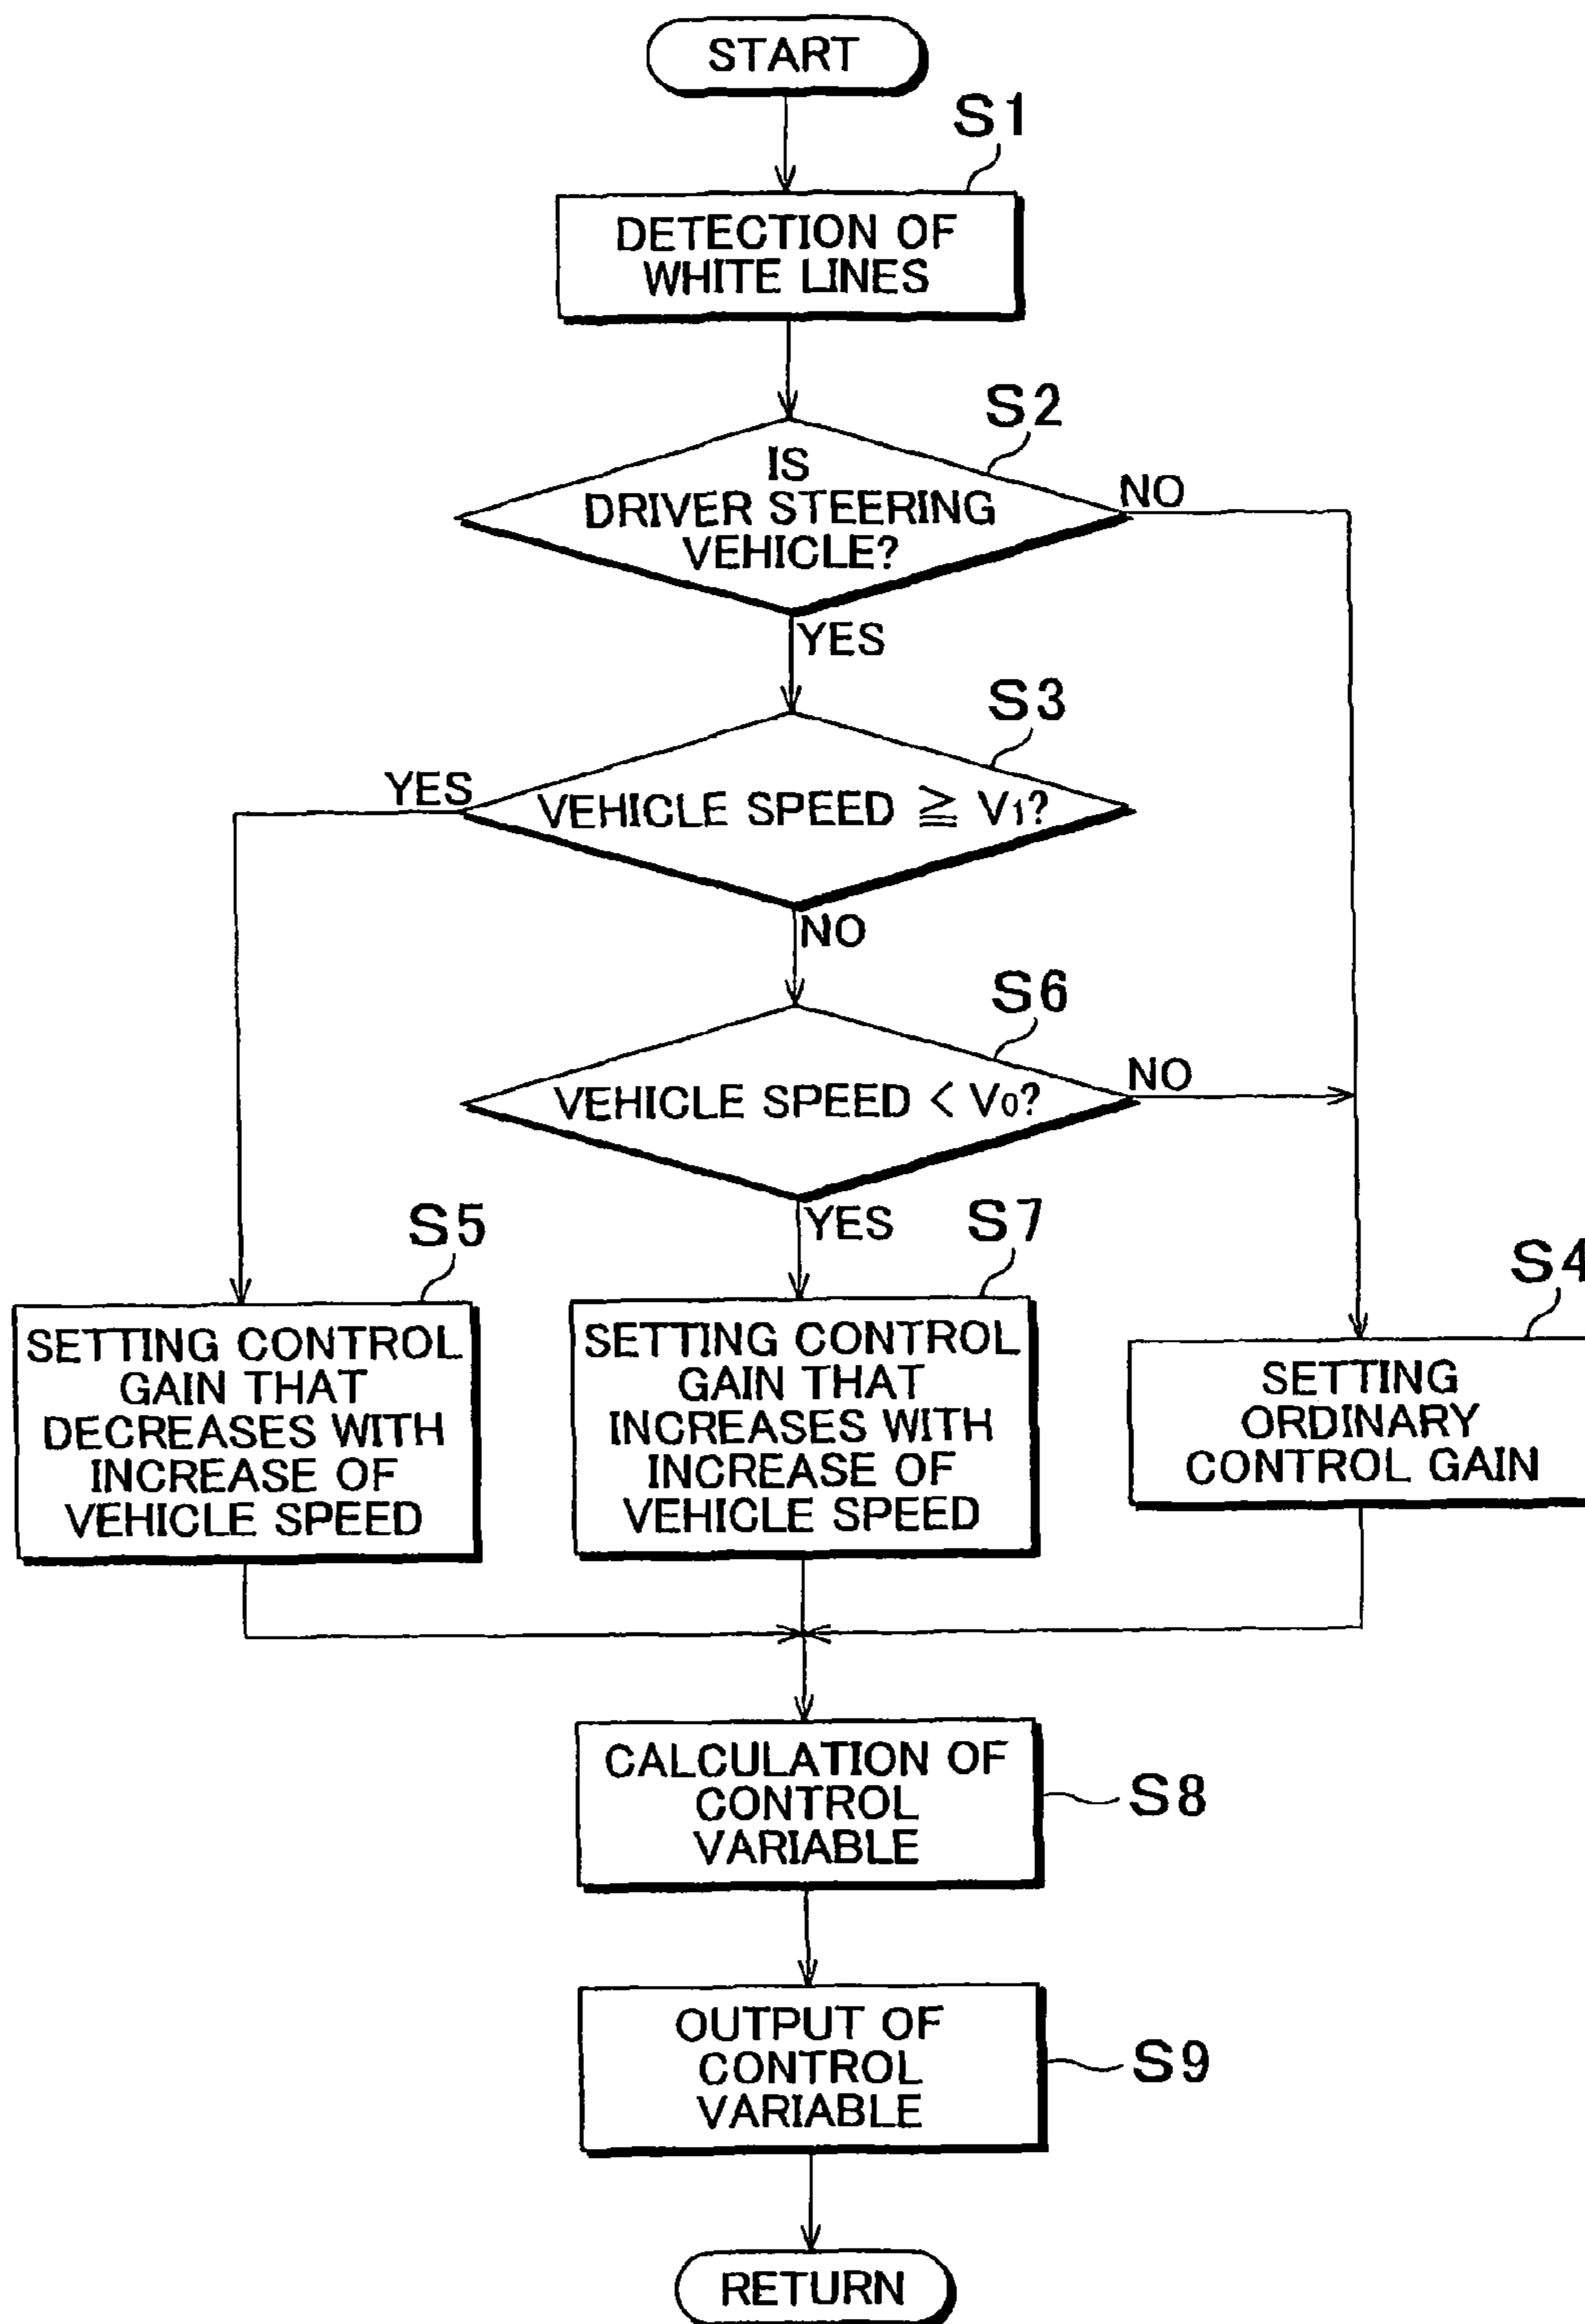 START
S1
DETECTION OF
WHITE LINES
S2
IS
DRIVER STEERING
VEHICLE?
NO
YES
S3
YES
VEHICLE SPEED ≧ V1?
NO
S6
VEHICLE SPEED < V0?
NO
YES
S5
SETTING CONTROL
GAIN THAT
DECREASES WITH
INCREASE OF
VEHICLE SPEED
S7
SETTING CONTROL
GAIN THAT
INCREASES WITH
INCREASE OF
VEHICLE SPEED
S4
SETTING
ORDINARY
CONTROL GAIN
CALCULATION OF
CONTROL
VARIABLE
S8
OUTPUT OF
CONTROL
VARIABLE
S9
RETURN